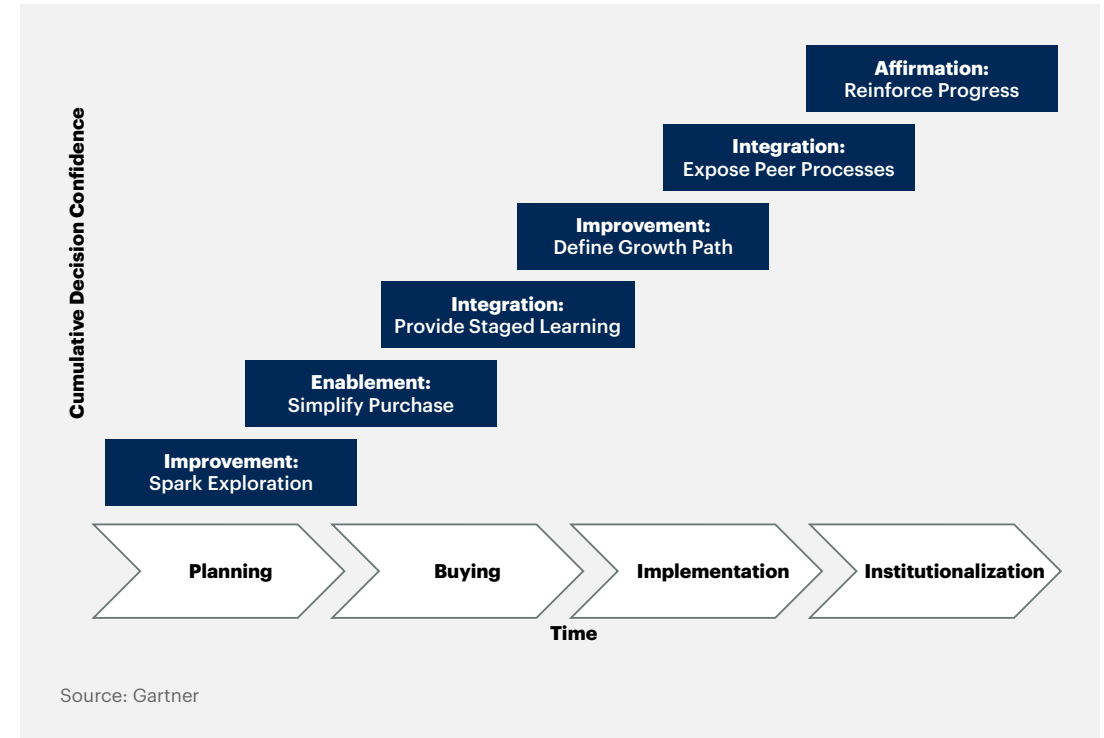 Cumulative Decision Confidence
Affirmation:
Reinforce Progress
Integration:
Expose Peer Processes
Improvement:
Define Growth Path
Integration:
Provide Staged Learning
Enablement:
Simplify Purchase
Improvement:
Spark Exploration
Planning
Buying
Implementation
Institutionalization
Time
Source: Gartner